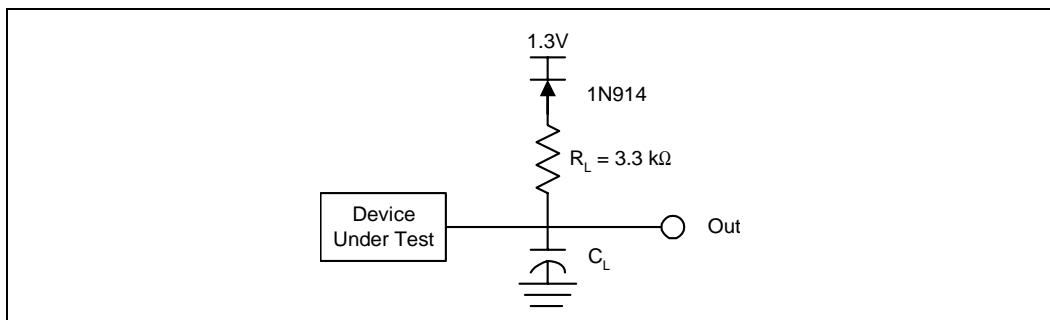 1.3V
1N914
R_L = 3.3 kΩ
Device
Under Test
Out
C_L